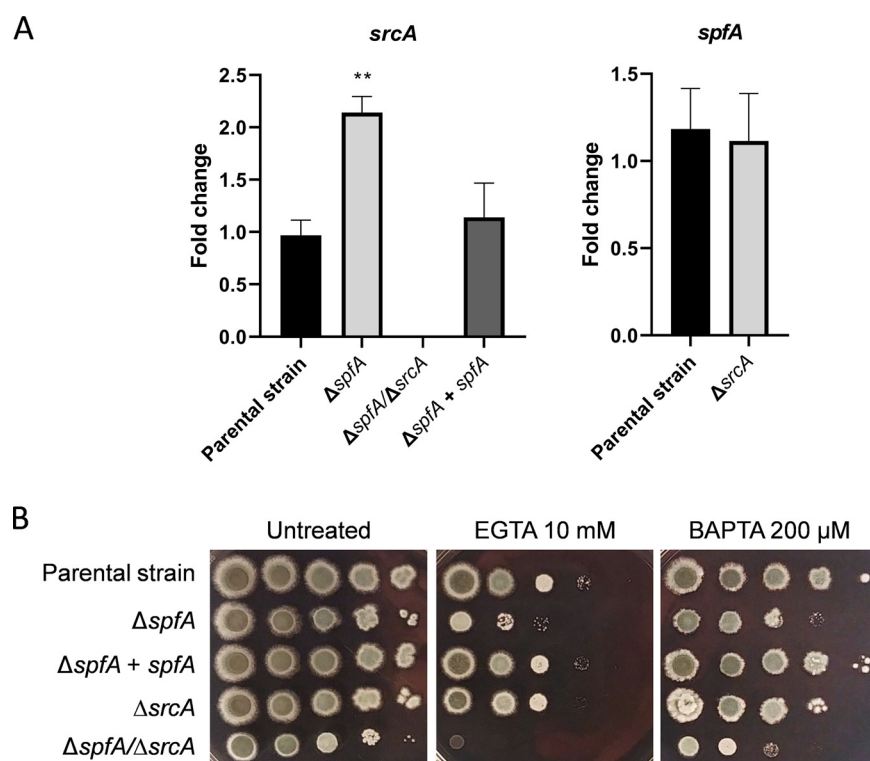 A
srcA
Fold change
2.5
2.0
1.5
1.0
0.5
0.0
**
Parental strain
ΔspfA
ΔspfA/ΔsrcA
ΔspfA + spfA
spfA
Fold change
1.5
1.0
0.5
0.0
Parental strain
ΔsrcA
B
Untreated
EGTA 10 mM
BAPTA 200 µM
Parental strain
ΔspfA
ΔspfA + spfA
ΔsrcA
ΔspfA/ΔsrcA